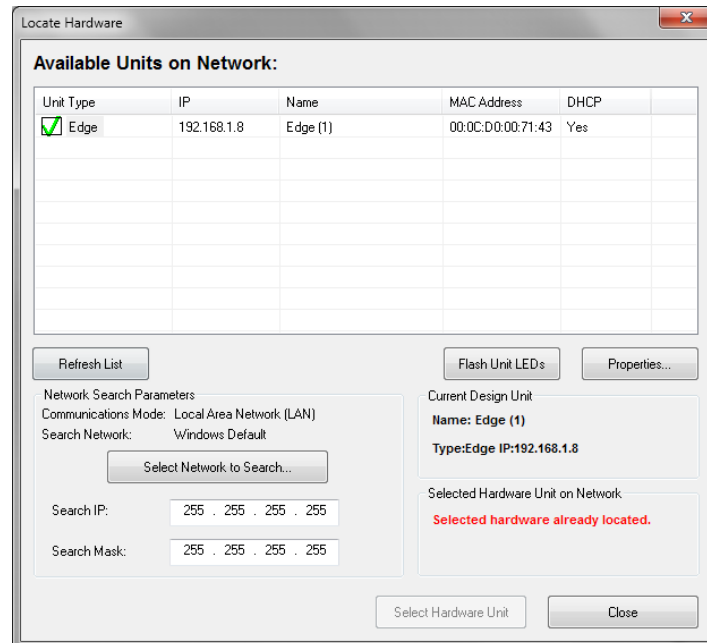 Locate Hardware
Available Units on Network:
Unit Type IP Name MAC Address DHCP
Edge 192.168.1.8 Edge (1) 00:0C:D0:00:71:43 Yes
Refresh List Flash Unit LEDs Properties...
Network Search Parameters
Communications Mode: Local Area Network (LAN)
Search Network: Windows Default
Select Network to Search...
Search IP: 255 . 255 . 255 . 255
Search Mask: 255 . 255 . 255 . 255
Current Design Unit
Name: Edge (1)
Type:Edge IP:192.168.1.8
Selected Hardware Unit on Network
Selected hardware already located.
Select Hardware Unit Close